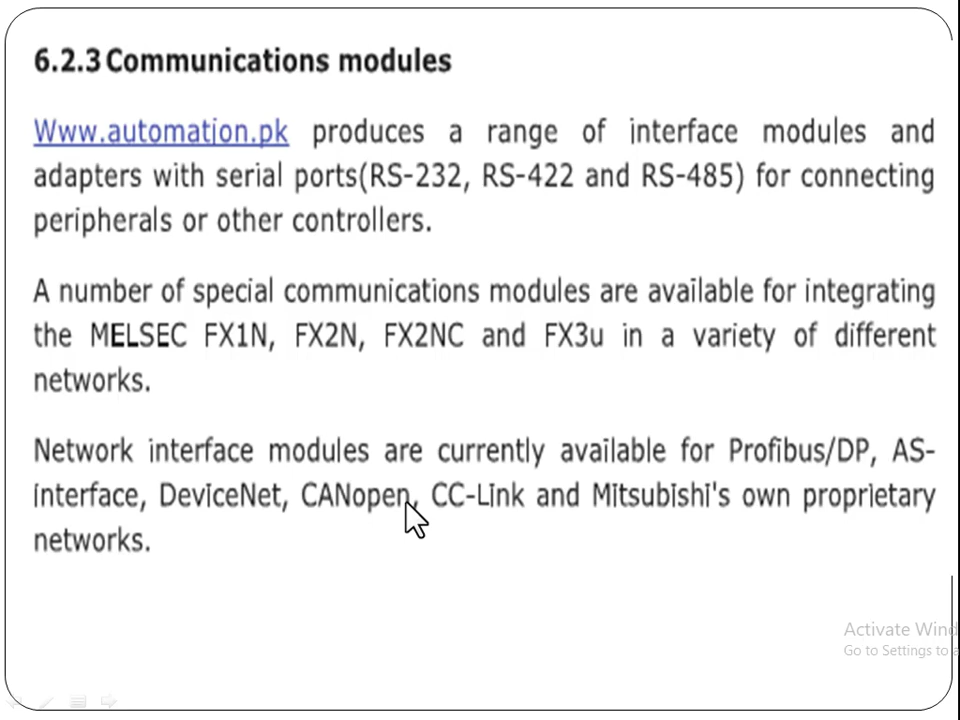 6.2.3 Communications modules
Www.automation.pk produces a range of interface modules and
adapters with serial ports(RS-232, RS-422 and RS-485) for connecting
peripherals or other controllers.
A number of special communications modules are available for integrating
the MELSEC FX1N, FX2N, FX2NC and FX3u in a variety of different
networks.
Network interface modules are currently available for Profibus/DP, AS-
interface, DeviceNet, CANopen, CC-Link and Mitsubishi's own proprietary
networks.
Activate Wind
Go to Settings to a